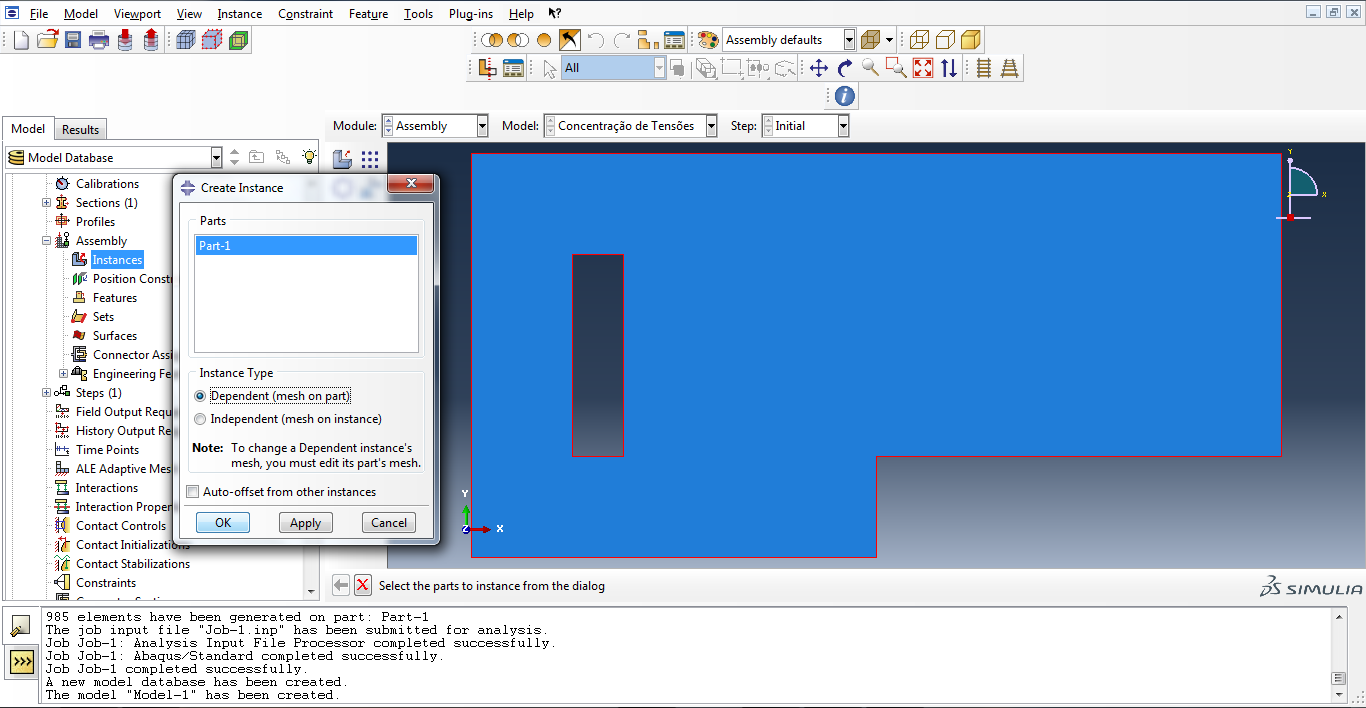 File Model Viewport View Instance Constraint Feature Tools Plug-ins Help
Assembly defaults
All
Module: Assembly Model: Concentração de Tensões Step: Initial
Model Results
Model Database
Calibrations
Sections (1)
Profiles
Assembly
Instances
Position Constr
Features
Sets
Surfaces
Connector Assi
Engineering Fe
Steps (1)
Field Output Requ
History Output Re
Time Points
ALE Adaptive Mes
Interactions
Interaction Proper
Contact Controls
Contact Initializations
Contact Stabilizations
Constraints
Create Instance
Parts
Part-1
Instance Type
Dependent (mesh on part)
Independent (mesh on instance)
Note: To change a Dependent instance's
mesh, you must edit its part's mesh.
Auto-offset from other instances
OK Apply Cancel
Y
X
Y
Z X
Select the parts to instance from the dialog
SIMULIA
985 elements have been generated on part: Part-1
The job input file "Job-1.inp" has been submitted for analysis.
Job Job-1: Analysis Input File Processor completed successfully.
Job Job-1: Abaqus/Standard completed successfully.
Job Job-1 completed successfully.
A new model database has been created.
The model "Model-1" has been created.